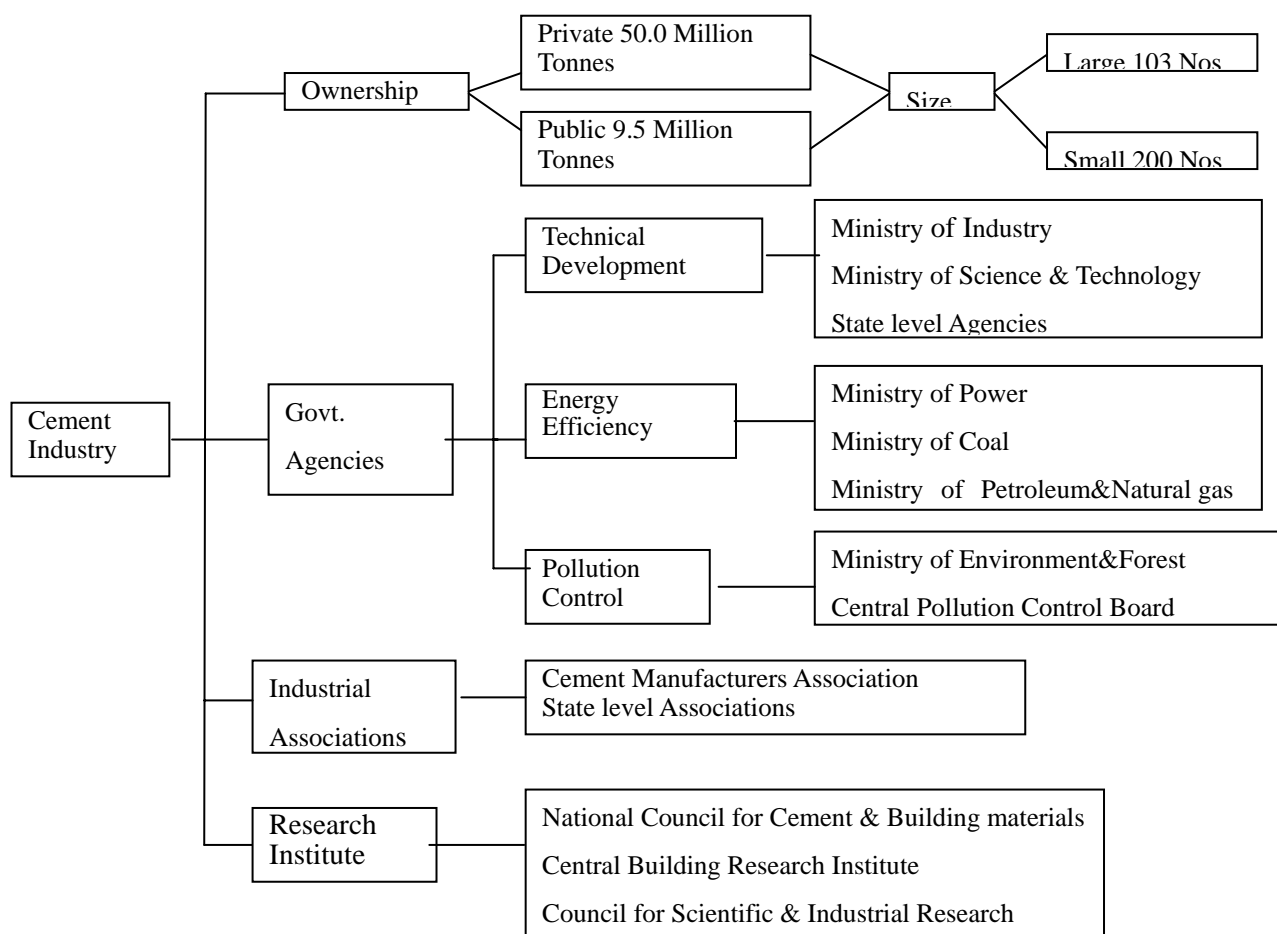 Private 50.0 Million
Tonnes
Ownership
Large 103 Nos
Size
Public 9.5 Million
Tonnes
Small 200 Nos
Technical
Development
Ministry of Industry
Ministry of Science & Technology
State level Agencies
Cement
Industry
Govt.
Agencies
Energy
Efficiency
Ministry of Power
Ministry of Coal
Ministry of Petroleum&Natural gas
Pollution
Control
Ministry of Environment&Forest
Central Pollution Control Board
Industrial
Associations
Cement Manufacturers Association
State level Associations
Research
Institute
National Council for Cement & Building materials
Central Building Research Institute
Council for Scientific & Industrial Research